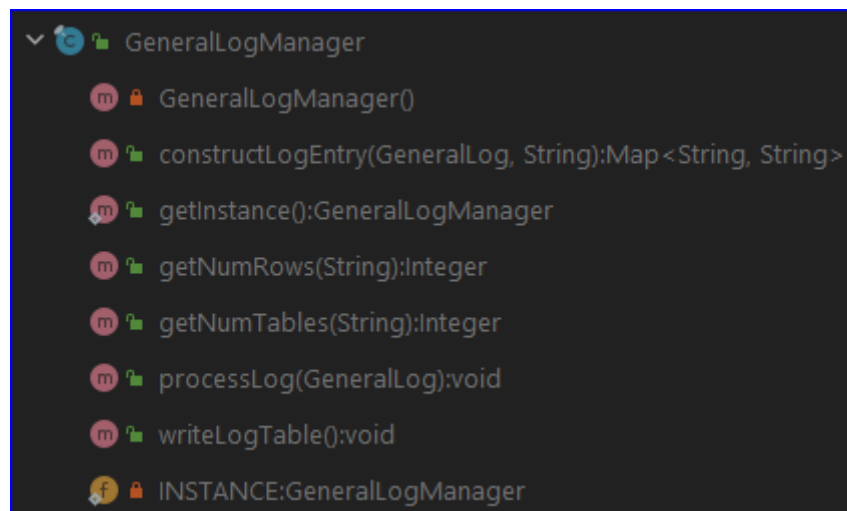 GeneralLogManager
GeneralLogManager()
constructLogEntry(GeneralLog, String):Map<String, String>
getInstance():GeneralLogManager
getNumRows(String):Integer
getNumTables(String):Integer
processLog(GeneralLog):void
writeLogTable():void
INSTANCE:GeneralLogManager